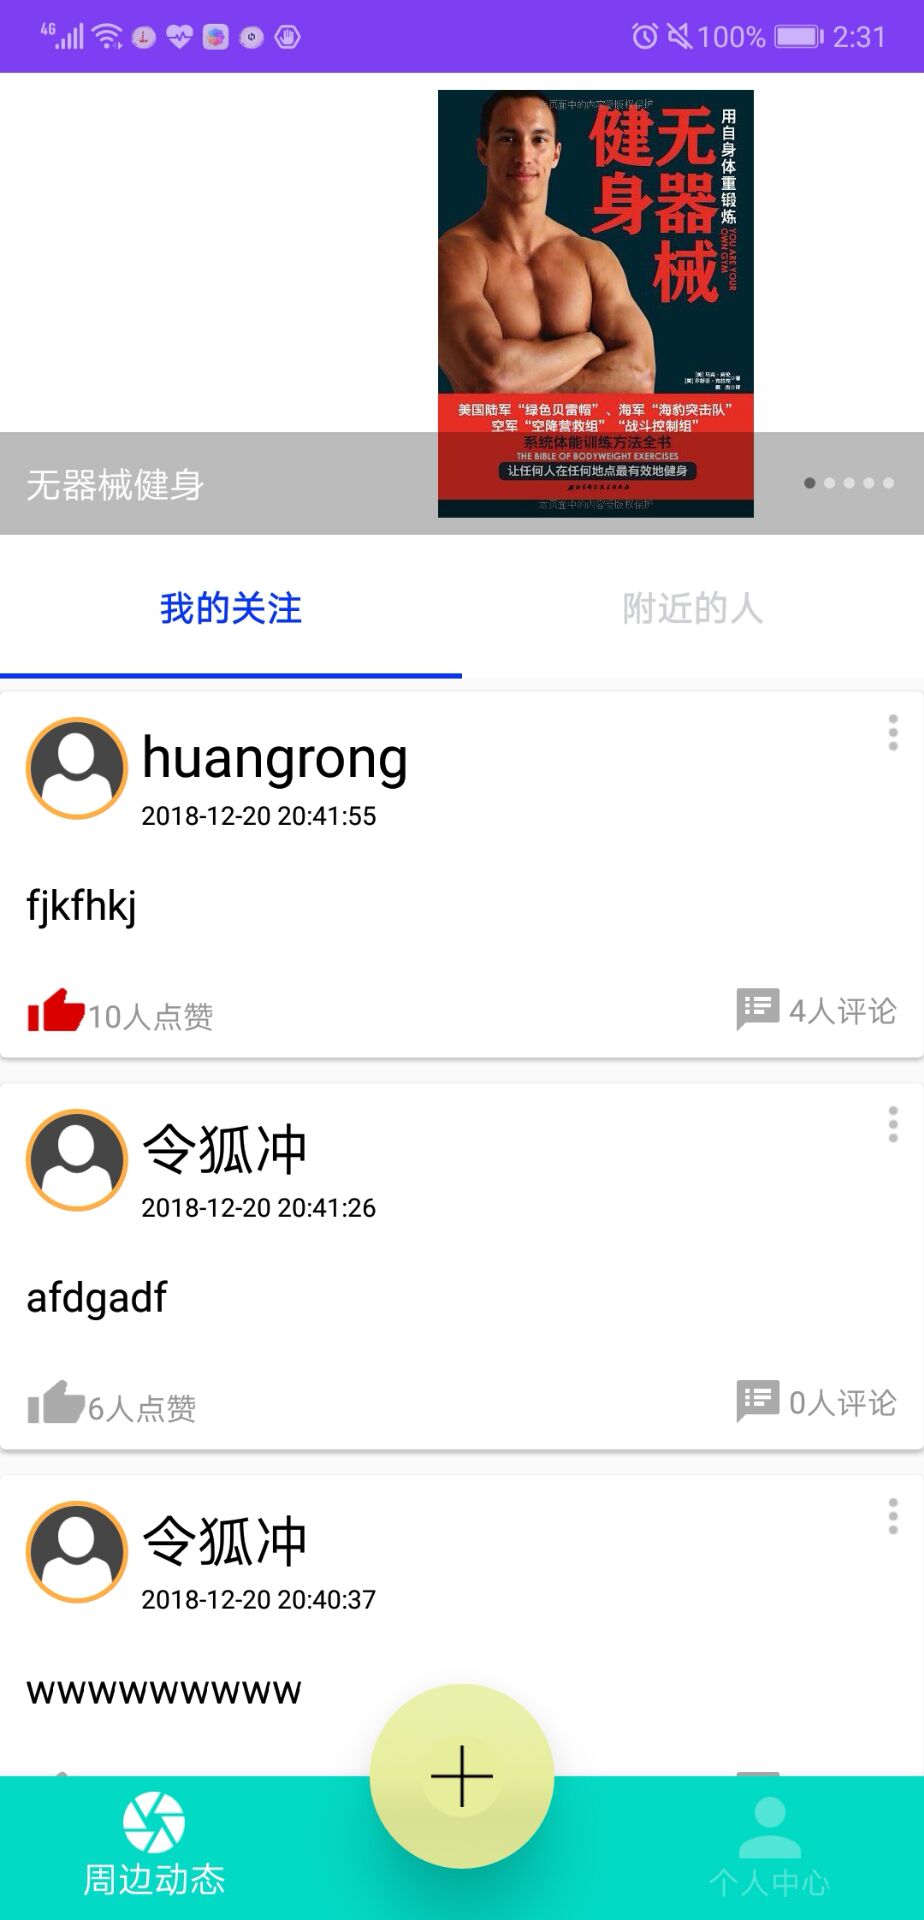 4G 100% 2:31
本页面中的内容受版权保护
无器械
健身
用自身体重锻炼
YOU ARE YOUR
OWN GYM
美国陆军“绿色贝雷帽”、海军“海豹突击队”
空军“空降营救组” “战斗控制组”
系统体能训练方法全书
THE BIBLE OF BODYWEIGHT EXERCISES
让任何人在任何地点最有效地健身
本页面中的内容受版权保护
无器械健身
我的关注 附近的人
huangrong
2018-12-20 20:41:55
fjkfhkj
10人点赞 4人评论
令狐冲
2018-12-20 20:41:26
afdgadf
6人点赞 0人评论
令狐冲
2018-12-20 20:40:37
wwwwwwwww
周边动态 个人中心